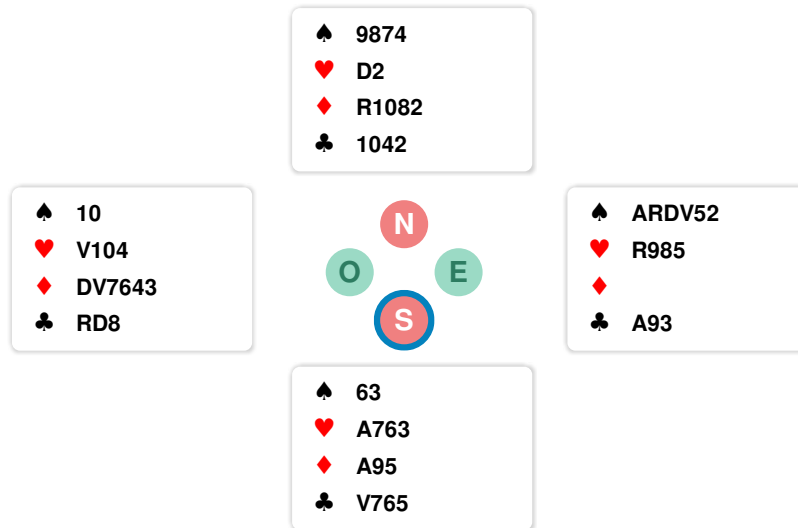 ♠ 9874
♥ D2
♦ R1082
♣ 1042
♠ 10
♥ V104
♦ DV7643
♣ RD8
N
O E
S
♠ ARDV52
♥ R985
♦
♣ A93
♠ 63
♥ A763
♦ A95
♣ V765